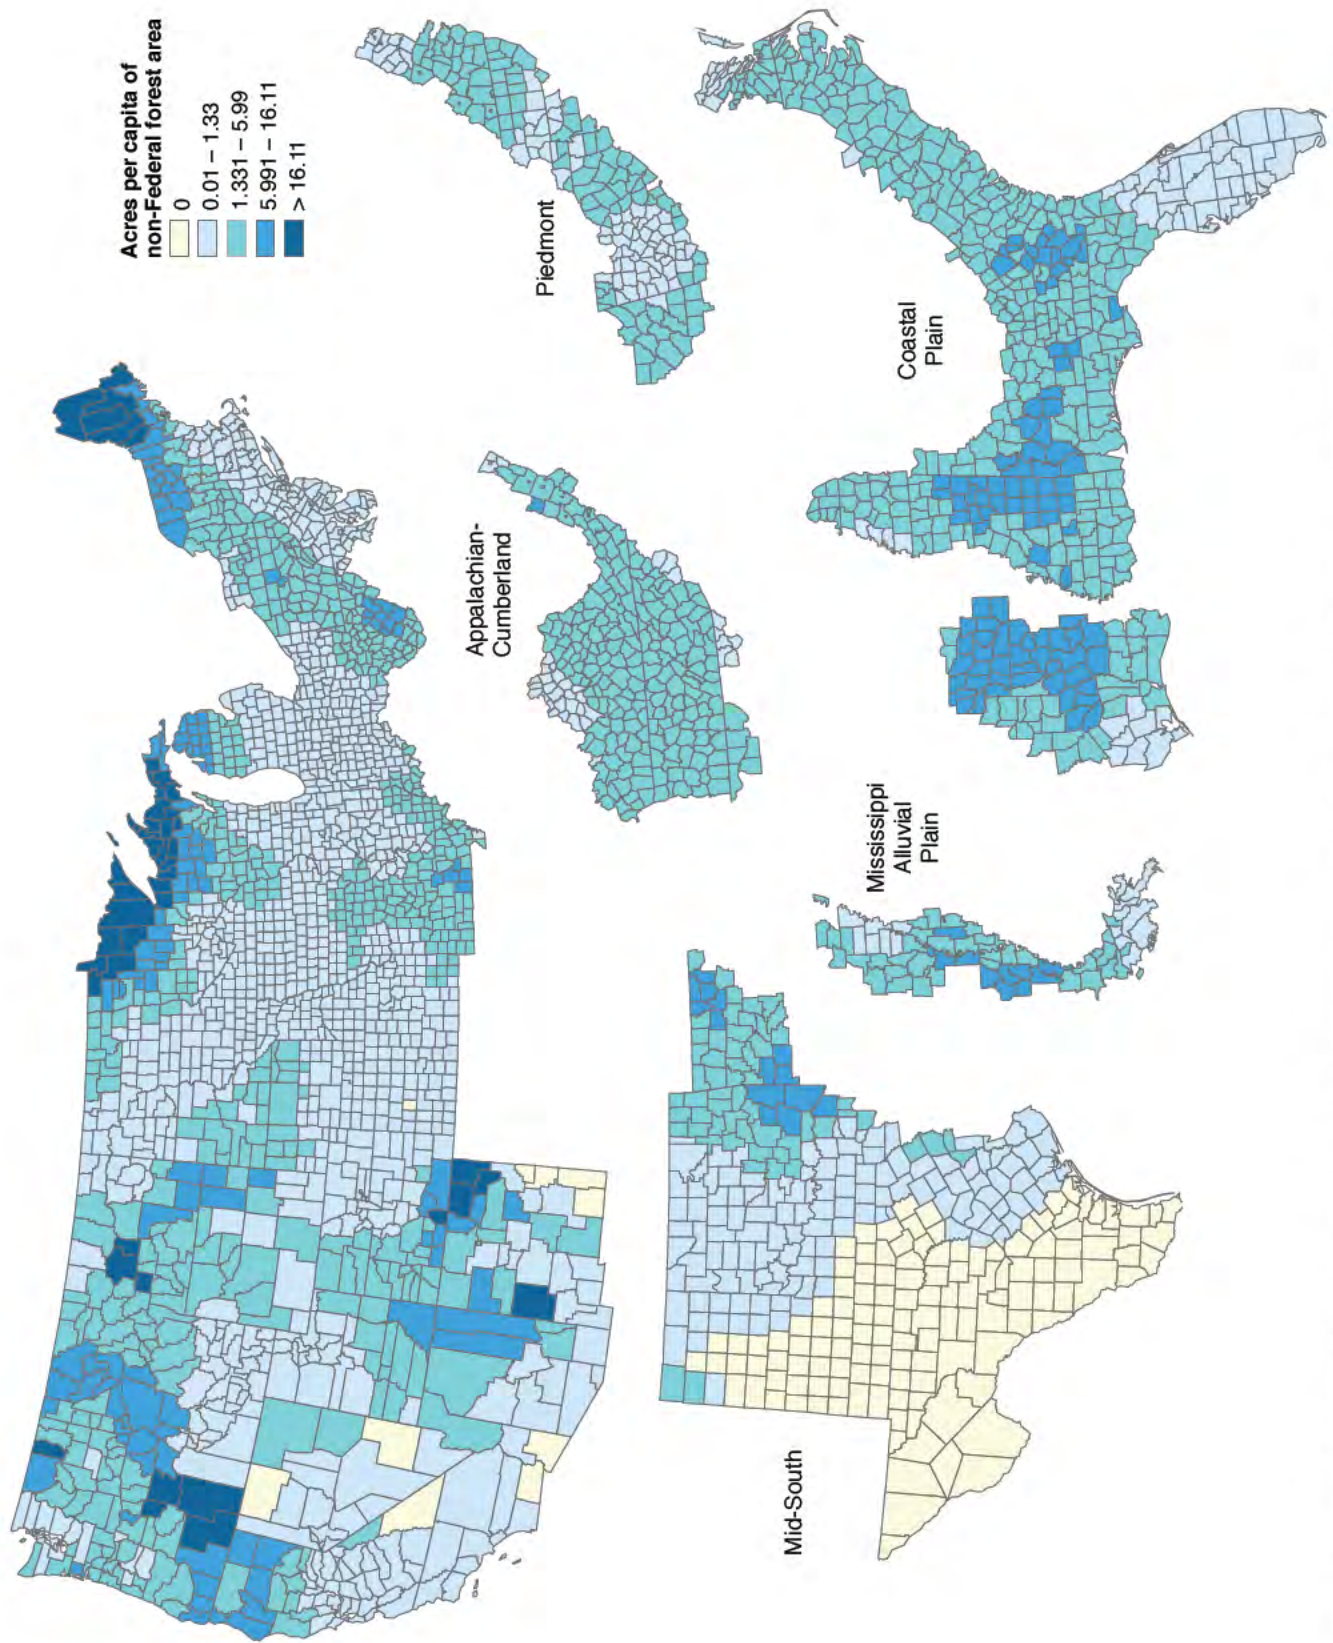 Acres per capita of
non-Federal forest area
0
0.01 – 1.33
1.331 – 5.99
5.991 – 16.11
> 16.11
Piedmont
Appalachian-
Cumberland
Coastal
Plain
Mississippi
Alluvial
Plain
Mid-South